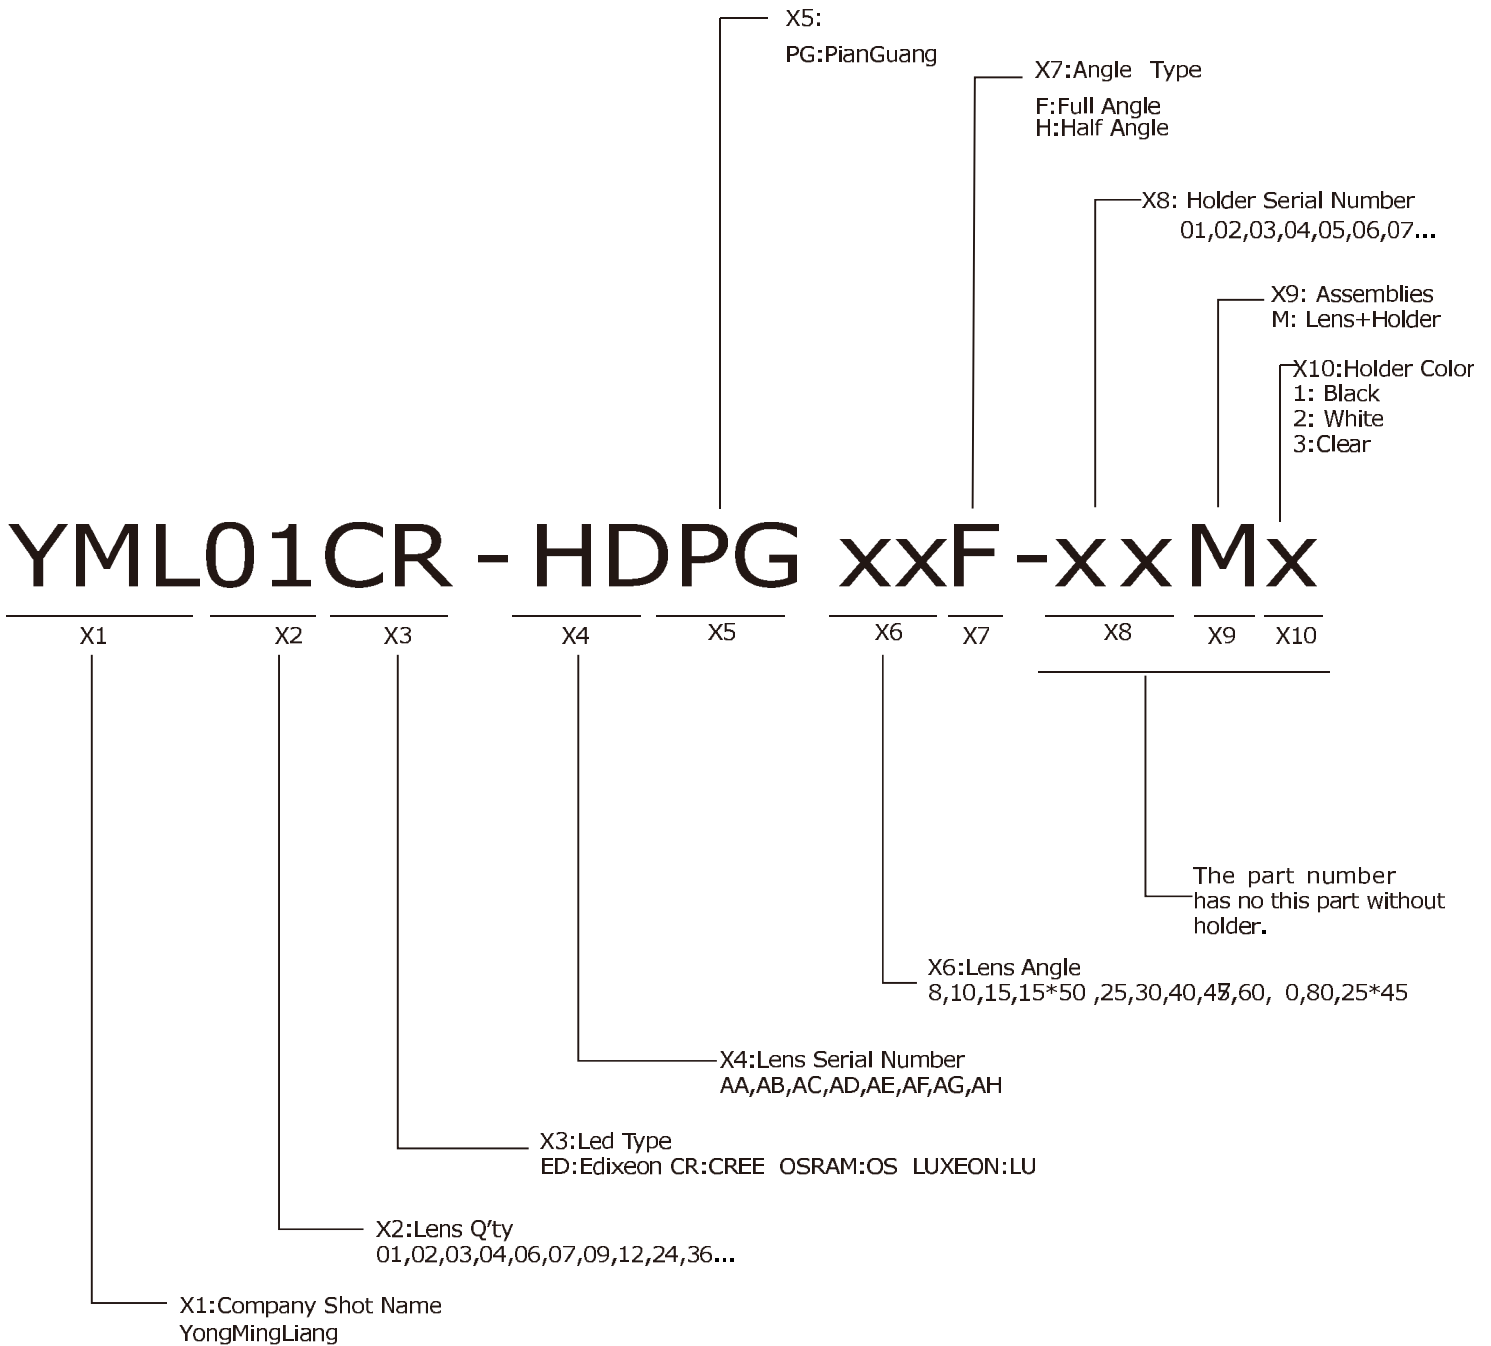 X5:
PG:PianGuang
X7:Angle Type
F:Full Angle
H:Half Angle
X8: Holder Serial Number
01,02,03,04,05,06,07...
X9: Assemblies
M: Lens+Holder
X10:Holder Color
1: Black
2: White
3:Clear
YML01CR-HDPG xxF-xxMx
X1 X2 X3 X4 X5 X6 X7 X8 X9 X10
The part number
has no this part without
holder.
X6:Lens Angle
8,10,15,15*50 ,25,30,40, ,60, 0,80,25*45
X4:Lens Serial Number
AA,AB,AC,AD,AE,AF,AG,AH
X3:Led Type
ED:Edixeon CR:CREE OSRAM:OS LUXEON:LU
X2:Lens Q'ty
01,02,03,04,06,07,09,12,24,36...
X1:Company Shot Name
YongMingLiang